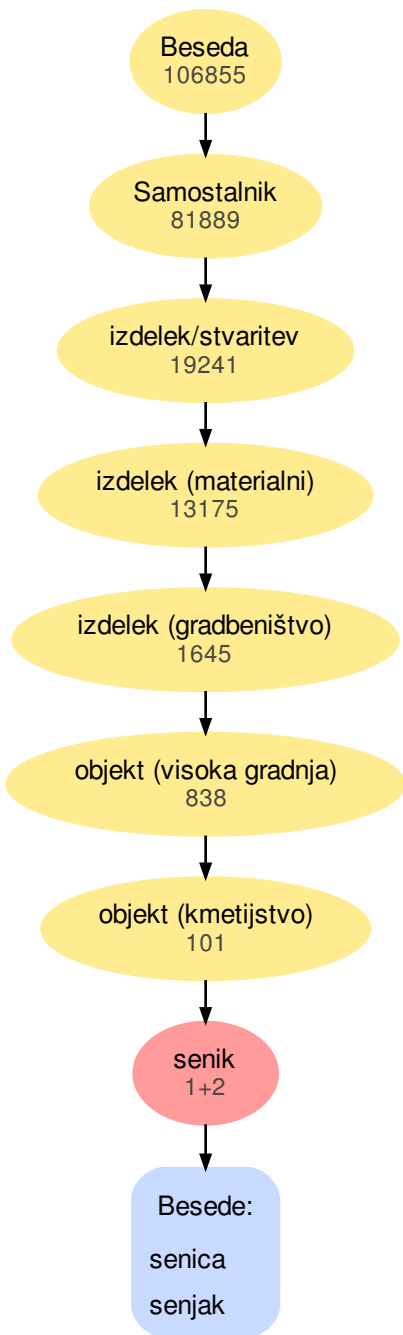 Beseda
106855
Samostalnik
81889
izdelek/stvaritev
19241
izdelek (materialni)
13175
izdelek (gradbeništvo)
1645
objekt (visoka gradnja)
838
objekt (kmetijstvo)
101
senik
1+2
Besede:
senica
senjak